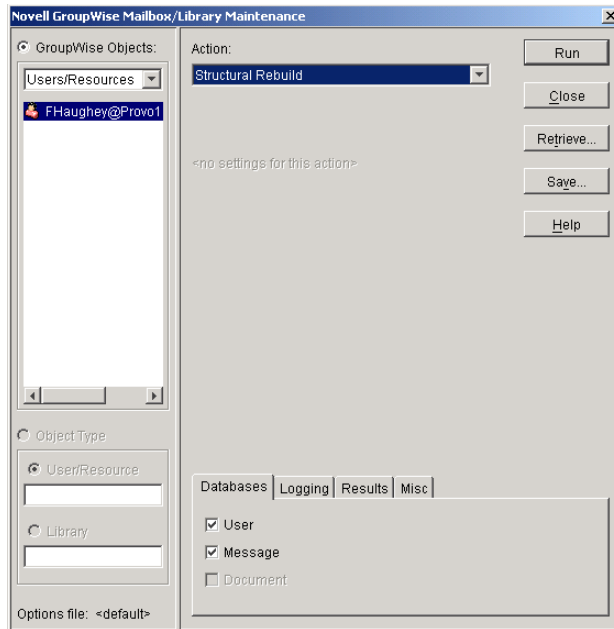 Novell GroupWise Mailbox/Library Maintenance
GroupWise Objects:
Users/Resources
FHaughey@Provo1
Object Type
User/Resource
Library
Options file: <default>
Action:
Structural Rebuild
<no settings for this action>
Run
Close
Retrieve...
Save...
Help
Databases
Logging
Results
Misc
User
Message
Document